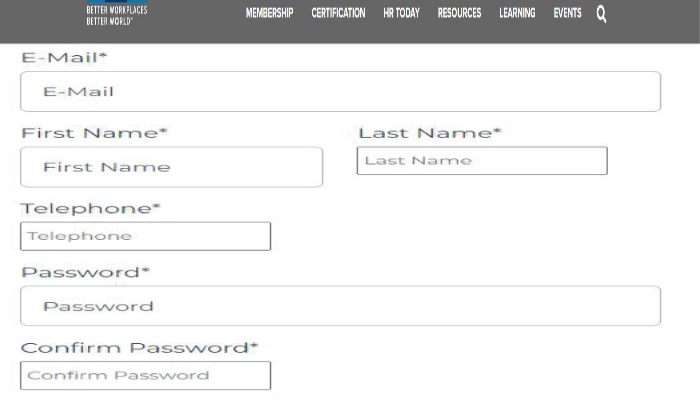 BETTER WORKPLACES
BETTER WORLD™
MEMBERSHIP CERTIFICATION HR TODAY RESOURCES LEARNING EVENTS
E-Mail*
E-Mail
First Name* Last Name*
First Name Last Name
Telephone*
Telephone
Password*
Password
Confirm Password*
Confirm Password